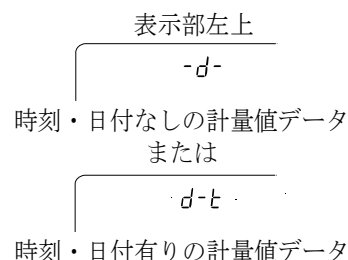 表示部左上
-d-
時刻・日付なしの計量値データ
または
d-t
時刻・日付有りの計量値データ